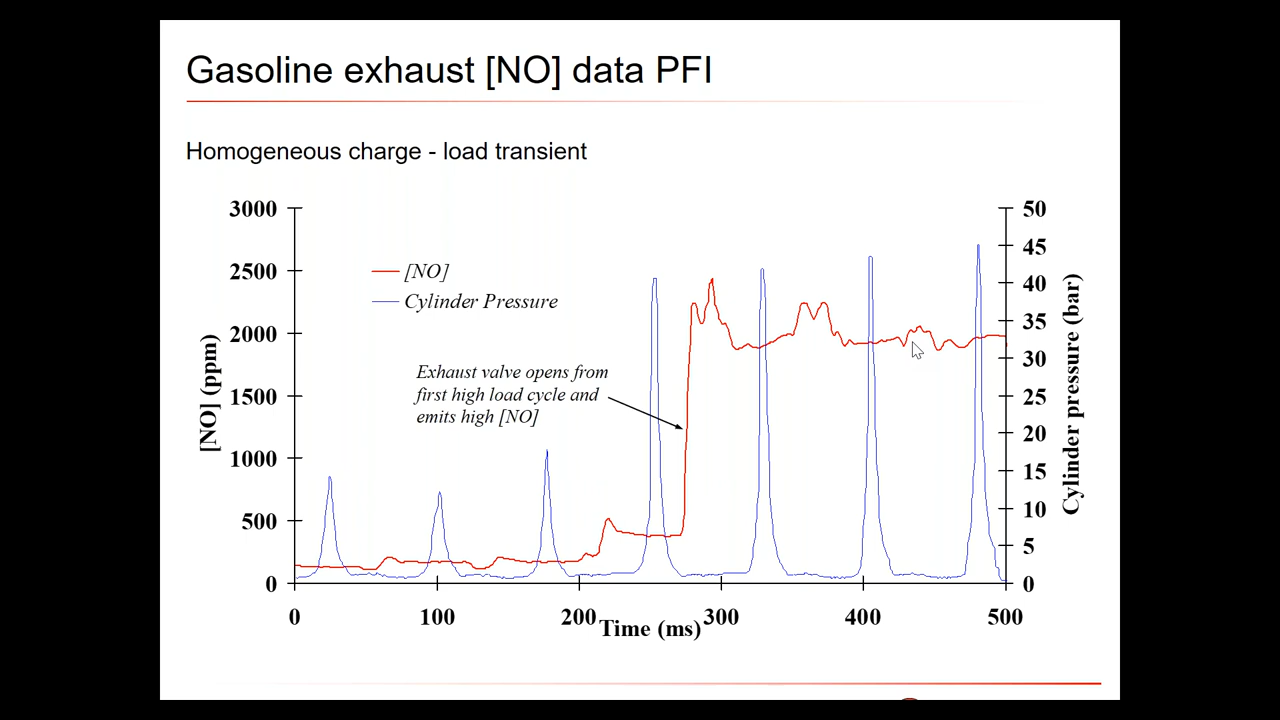 Gasoline exhaust [NO] data PFI
Homogeneous charge - load transient
3000
2500
2000
1500
1000
500
0
[NO] (ppm)
[NO]
Cylinder Pressure
Exhaust valve opens from
first high load cycle and
emits high [NO]
50
45
40
35
30
25
20
15
10
5
0
Cylinder pressure (bar)
0
100
200
300
400
500
Time (ms)